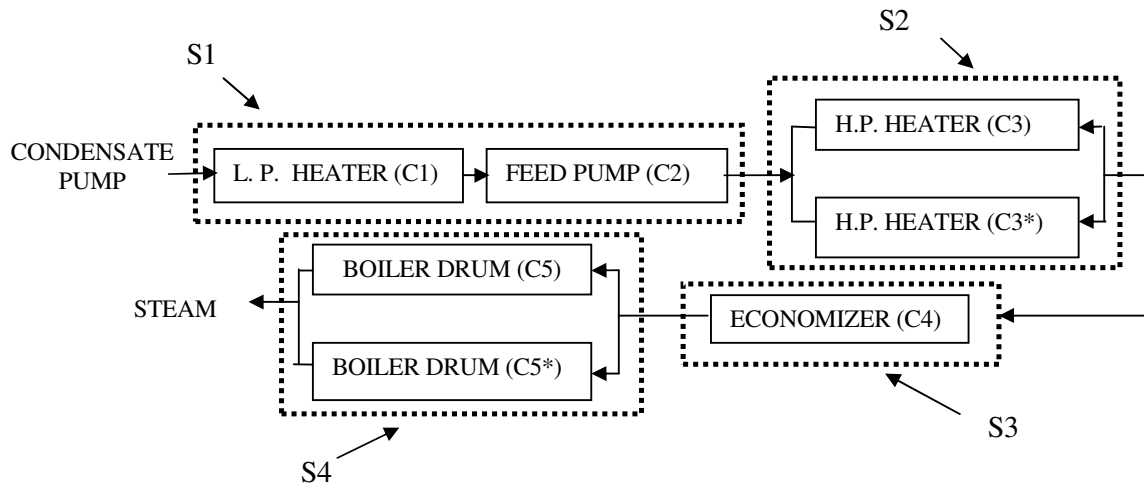 S1
S2
H.P. HEATER (C3)
CONDENSATE
PUMP
L. P. HEATER (C1)
FEED PUMP (C2)
H.P. HEATER (C3*)
BOILER DRUM (C5)
STEAM
ECONOMIZER (C4)
BOILER DRUM (C5*)
S3
S4